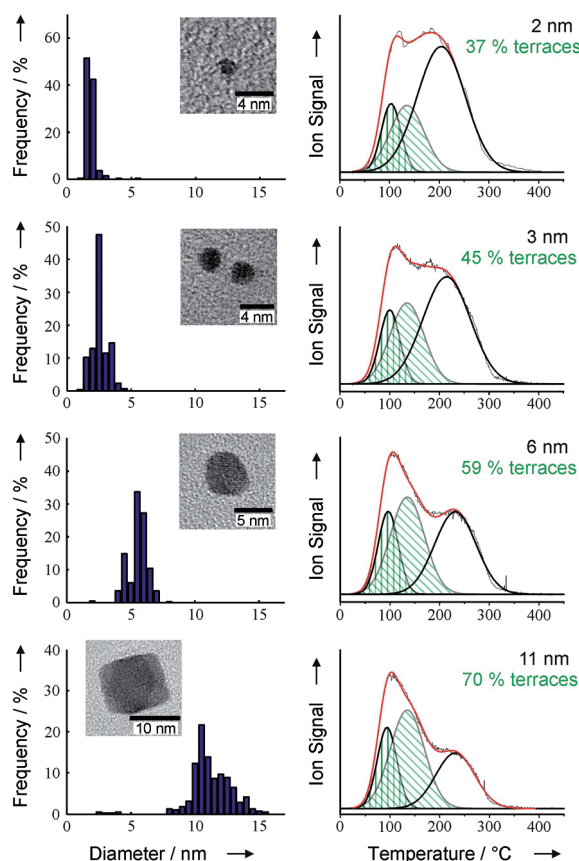 Frequency / % →
60
40
20
0
0 5 10 15
4 nm
Ion Signal →
2 nm
37 % terraces
0 100 200 300 400
Frequency / % →
50
40
30
20
10
0
0 5 10 15
4 nm
Ion Signal →
3 nm
45 % terraces
0 100 200 300 400
Frequency / % →
50
40
30
20
10
0
0 5 10 15
5 nm
Ion Signal →
6 nm
59 % terraces
0 100 200 300 400
Frequency / % →
40
30
20
10
0
0 5 10 15
10 nm
Diameter / nm →
Ion Signal →
11 nm
70 % terraces
0 100 200 300 400
Temperature / °C →